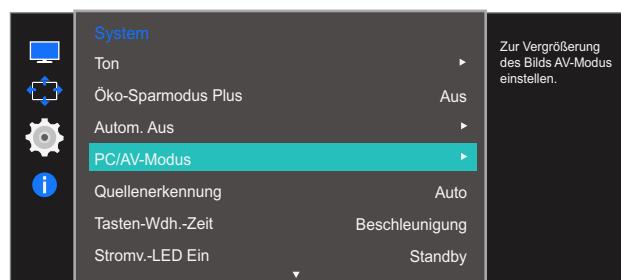 System
Ton
Öko-Sparmodus Plus Aus
Autom. Aus
PC/AV-Modus
Quellenerkennung Auto
Tasten-Wdh.-Zeit Beschleunigung
Stromv.-LED Ein Standby
Zur Vergrößerung
des Bilds AV-Modus
einstellen.